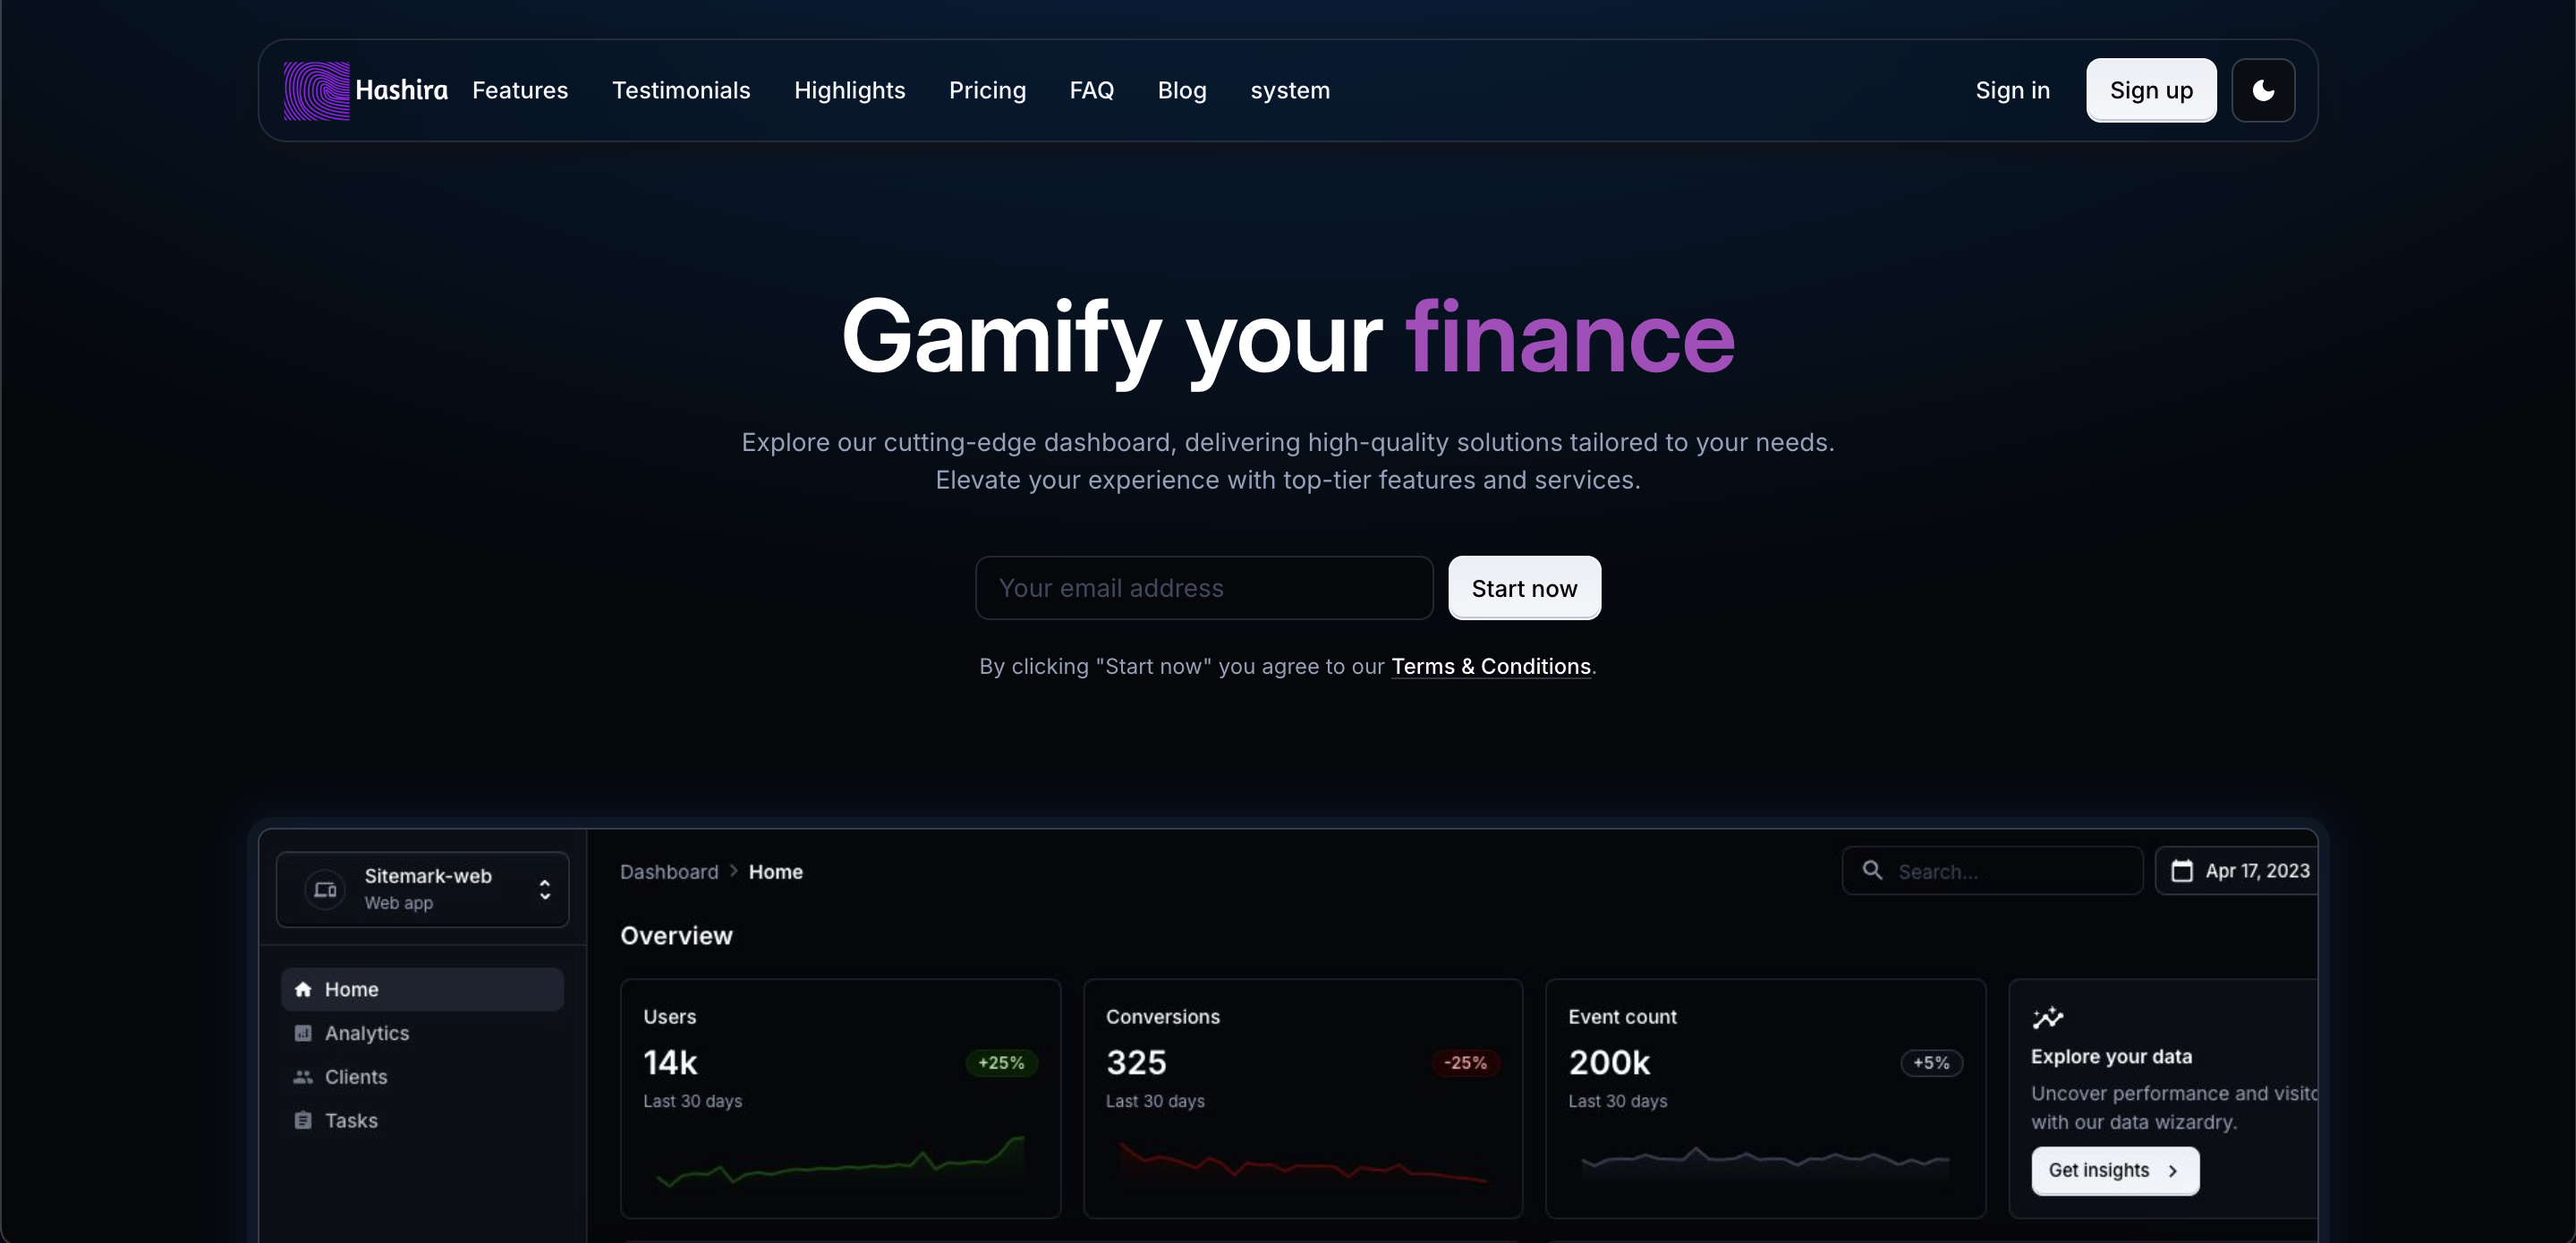 Hashira Features Testimonials Highlights Pricing FAQ Blog system Sign in Sign up
Gamify your finance
Explore our cutting-edge dashboard, delivering high-quality solutions tailored to your needs.
Elevate your experience with top-tier features and services.
Your email address Start now
By clicking "Start now" you agree to our Terms & Conditions.
Sitemark-web
Web app
Home
Analytics
Clients
Tasks
Dashboard Home
Search...
Apr 17, 2023
Overview
Users
14k
+25%
Last 30 days
Conversions
325
-25%
Last 30 days
Event count
200k
+5%
Last 30 days
Explore your data
Uncover performance and
with our data wizardry.
Get insights